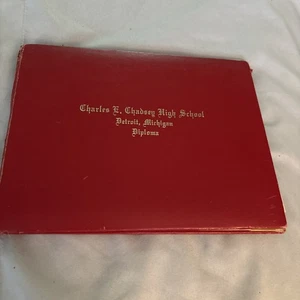 Charles E. Chadsey High School
Detroit, Michigan
Diploma